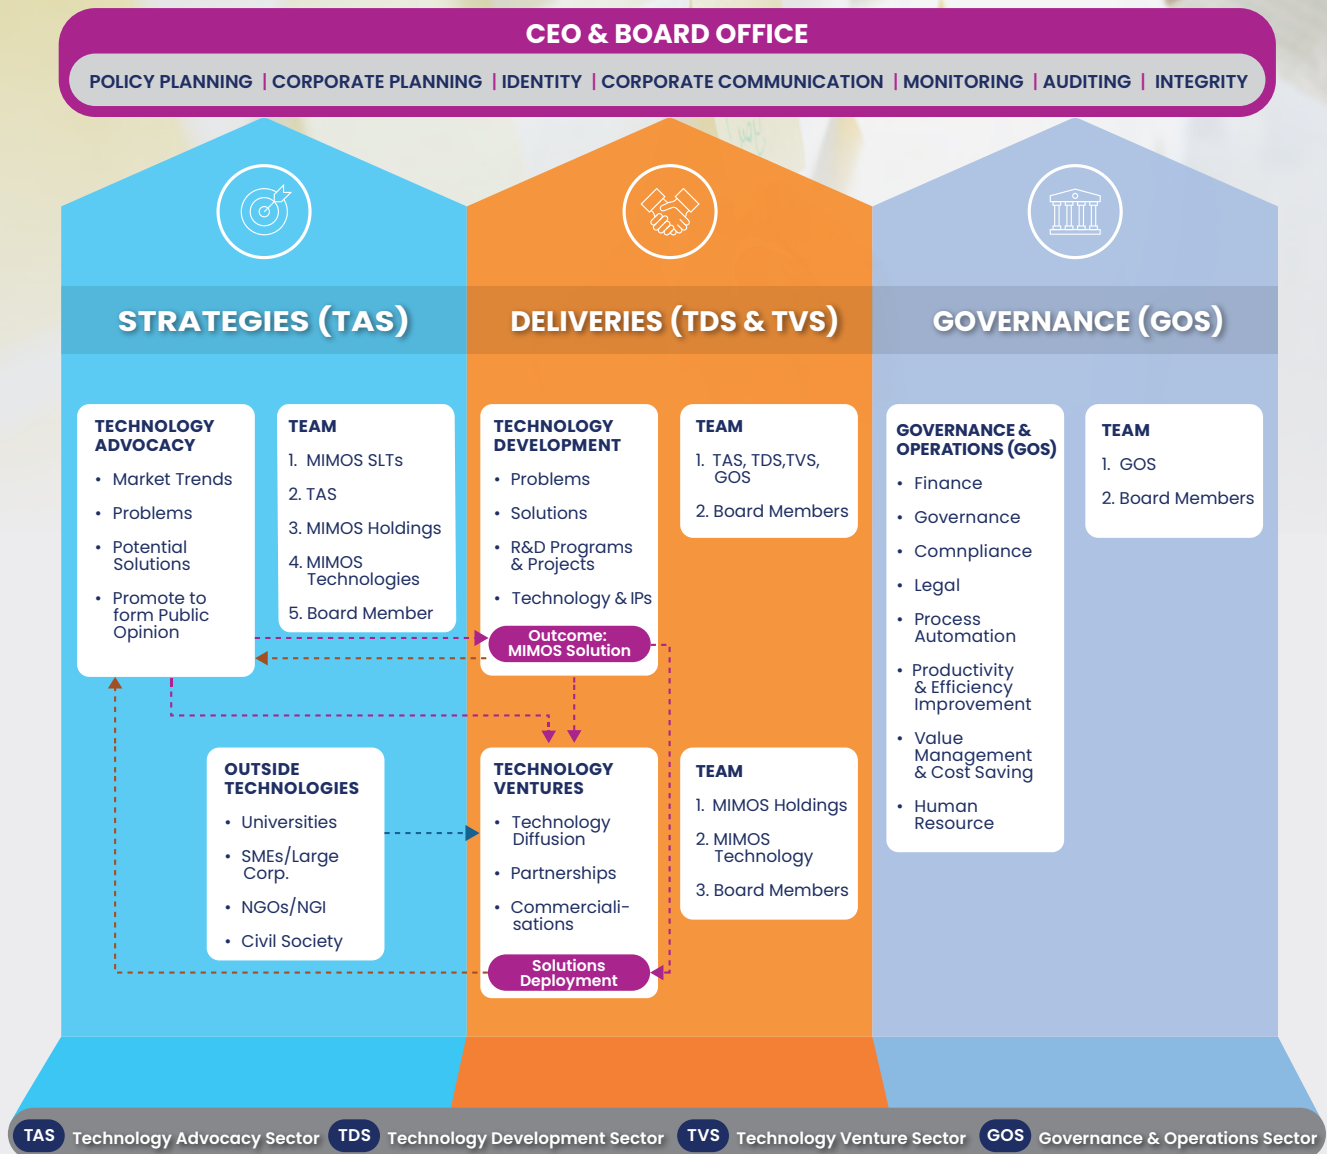 CEO & BOARD OFFICE
POLICY PLANNING | CORPORATE PLANNING | IDENTITY | CORPORATE COMMUNICATION | MONITORING | AUDITING | INTEGRITY
STRATEGIES (TAS)
DELIVERIES (TDS & TVS)
GOVERNANCE (GOS)
TECHNOLOGY
ADVOCACY
• Market Trends
• Problems
• Potential
Solutions
• Promote to
form Public
Opinion
TEAM
1. MIMOS SLTs
2. TAS
3. MIMOS Holdings
4. MIMOS
Technologies
5. Board Member
TECHNOLOGY
DEVELOPMENT
• Problems
• Solutions
• R&D Programs
& Projects
• Technology & IPs
Outcome:
MIMOS Solution
TEAM
1. TAS, TDS,TVS,
GOS
2. Board Members
GOVERNANCE &
OPERATIONS (GOS)
• Finance
• Governance
• Comnpliance
• Legal
• Process
Automation
• Productivity
& Efficiency
Improvement
• Value
Management
& Cost Saving
• Human
Resource
TEAM
1. GOS
2. Board Members
OUTSIDE
TECHNOLOGIES
• Universities
• SMEs/Large
Corp.
• NGOs/NGI
• Civil Society
TECHNOLOGY
VENTURES
• Technology
Diffusion
• Partnerships
• Commerciali-
sations
Solutions
Deployment
TEAM
1. MIMOS Holdings
2. MIMOS
Technology
3. Board Members
TAS Technology Advocacy Sector TDS Technology Development Sector TVS Technology Venture Sector GOS Governance & Operations Sector